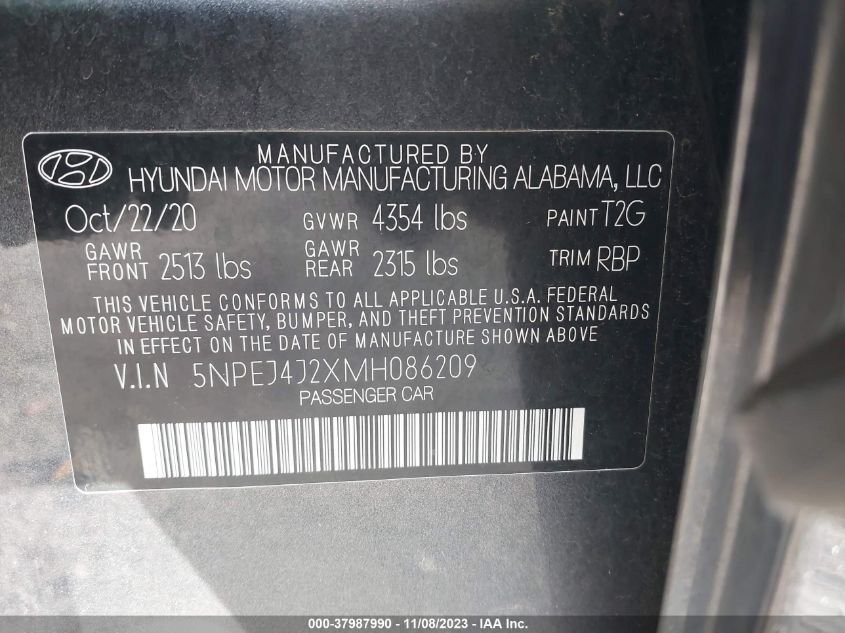 MANUFACTURED BY
HYUNDAI MOTOR MANUFACTURING ALABAMA, LLC
Oct/22/20 GVWR 4354 lbs PAINT T2G
GAWR FRONT 2513 lbs GAWR REAR 2315 lbs TRIM RBP
THIS VEHICLE CONFORMS TO ALL APPLICABLE U.S.A. FEDERAL
MOTOR VEHICLE SAFETY, BUMPER, AND THEFT PREVENTION STANDARDS
IN EFFECT ON THE DATE OF MANUFACTURE SHOWN ABOVE
V.I.N 5NPEJ4J2XMH086209
PASSENGER CAR
000-37987990 - 11/08/2023 - IAA Inc.